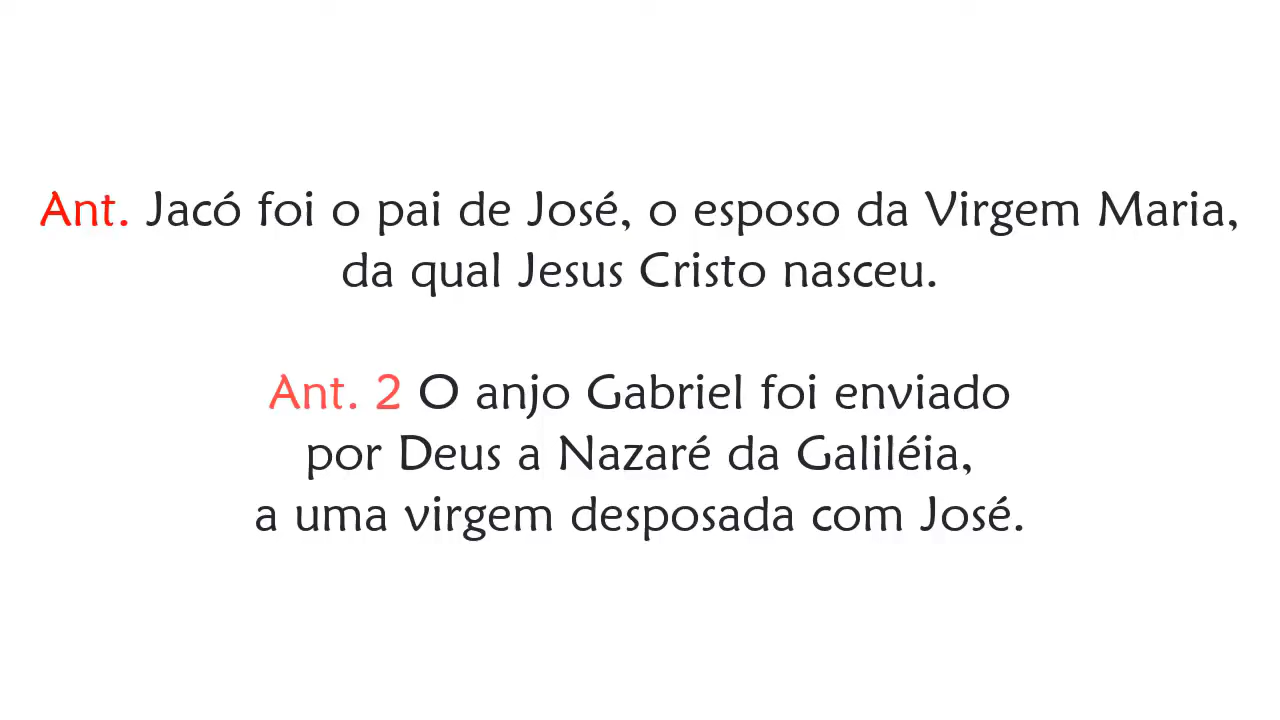 Ant. Jacó foi o pai de José, o esposo da Virgem Maria,
da qual Jesus Cristo nasceu.
Ant. 2 O anjo Gabriel foi enviado
por Deus a Nazaré da Galiléia,
a uma virgem desposada com José.